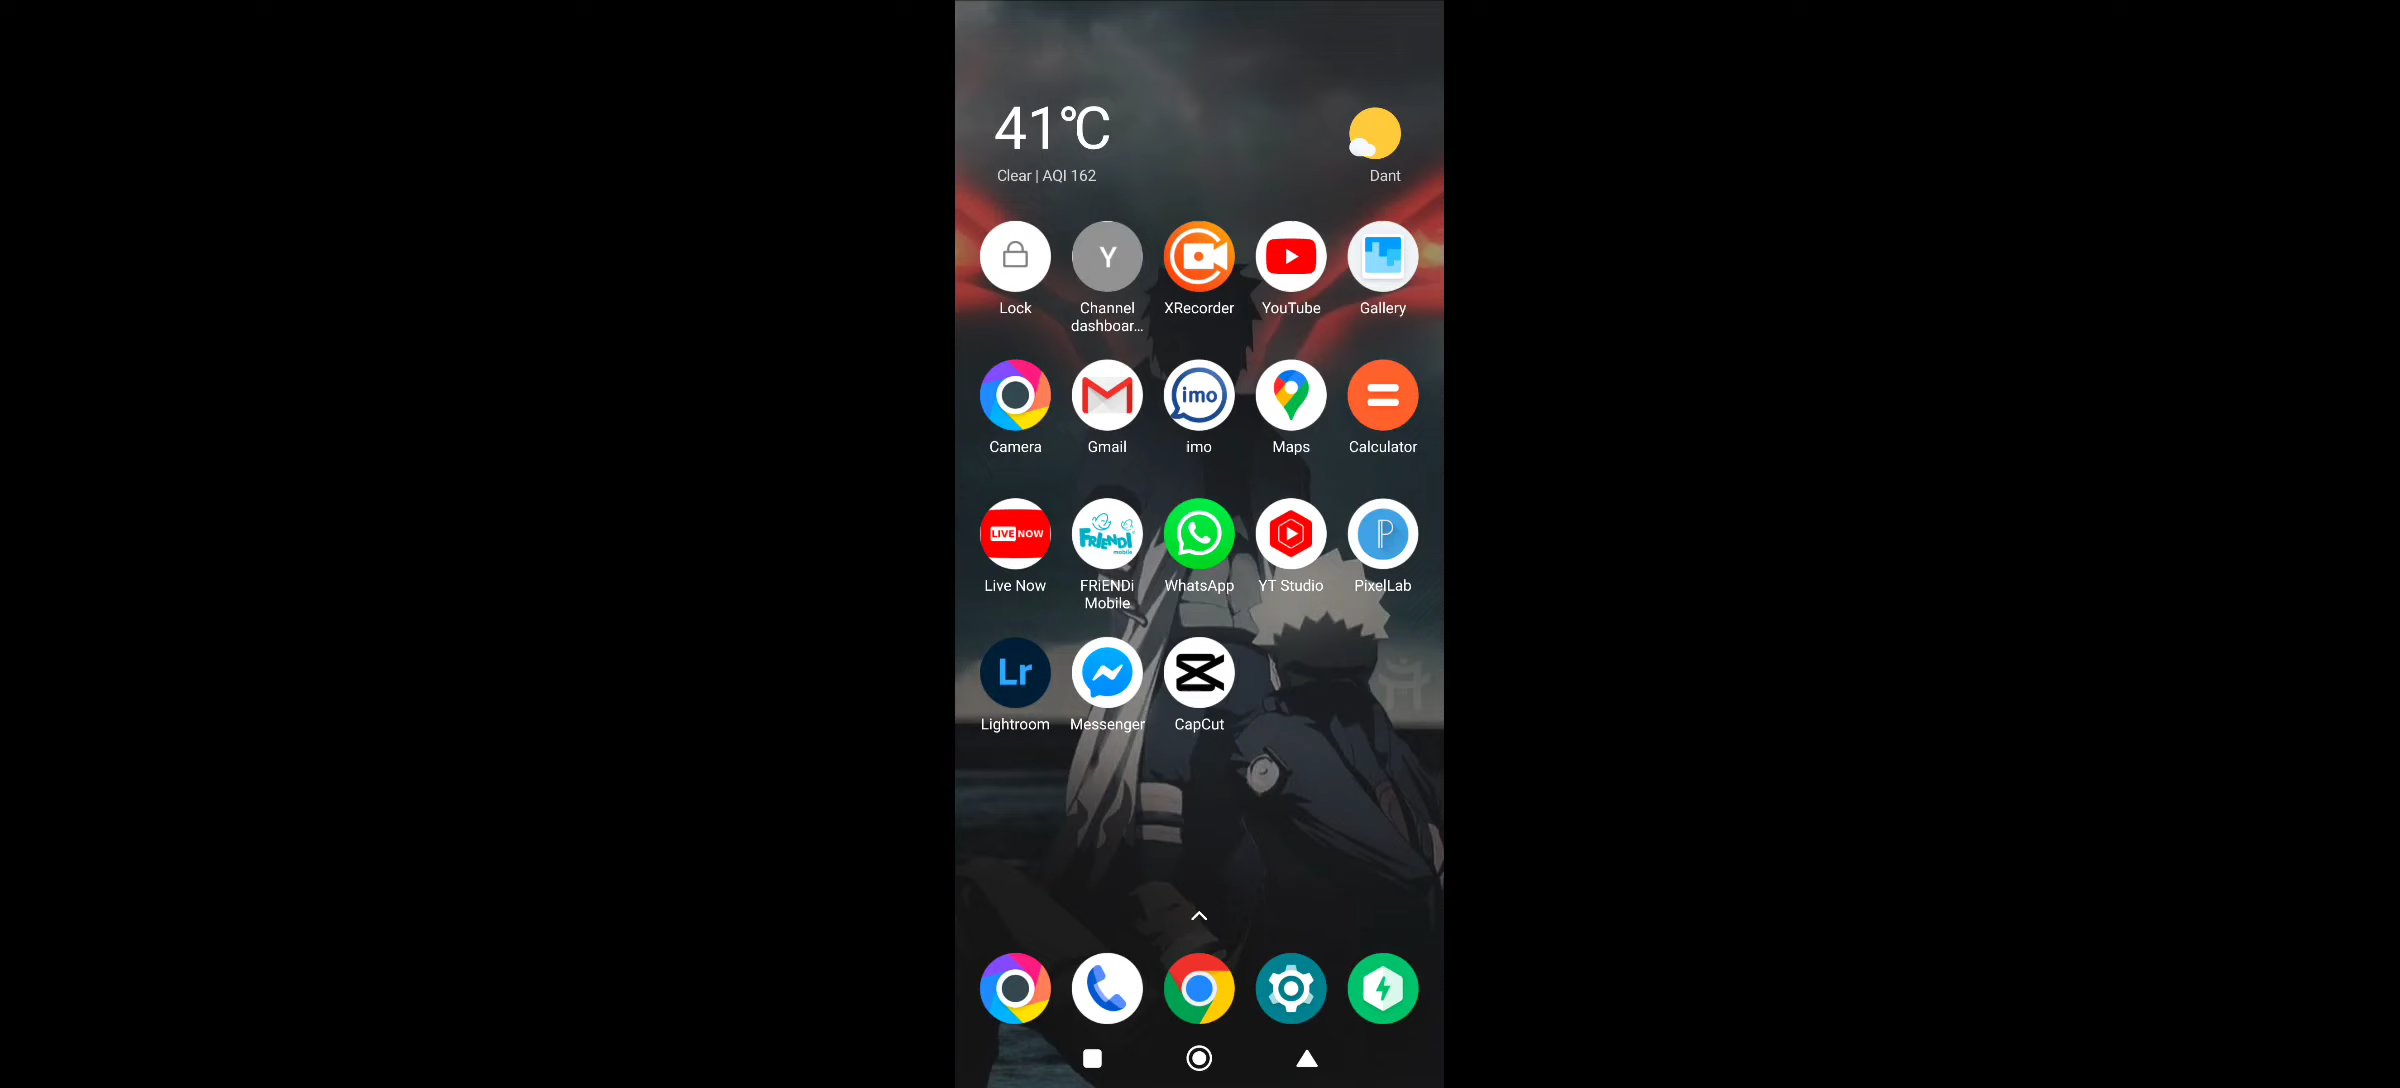 41°C
Clear | AQI 162
Dant
Y
Lock
Channel dashboar...
XRecorder
YouTube
Gallery
imo
Camera
Gmail
imo
Maps
Calculator
LIVE NOW
FRiENDi mobile
P
Live Now
FRiENDi Mobile
WhatsApp
YT Studio
PixelLab
Lr
Lightroom
Messenger
CapCut